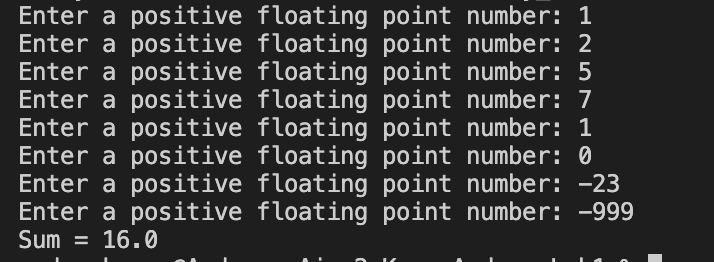 Enter a positive floating point number: 1
Enter a positive floating point number: 2
Enter a positive floating point number: 5
Enter a positive floating point number: 7
Enter a positive floating point number: 1
Enter a positive floating point number: 0
Enter a positive floating point number: -23
Enter a positive floating point number: -999
Sum = 16.0